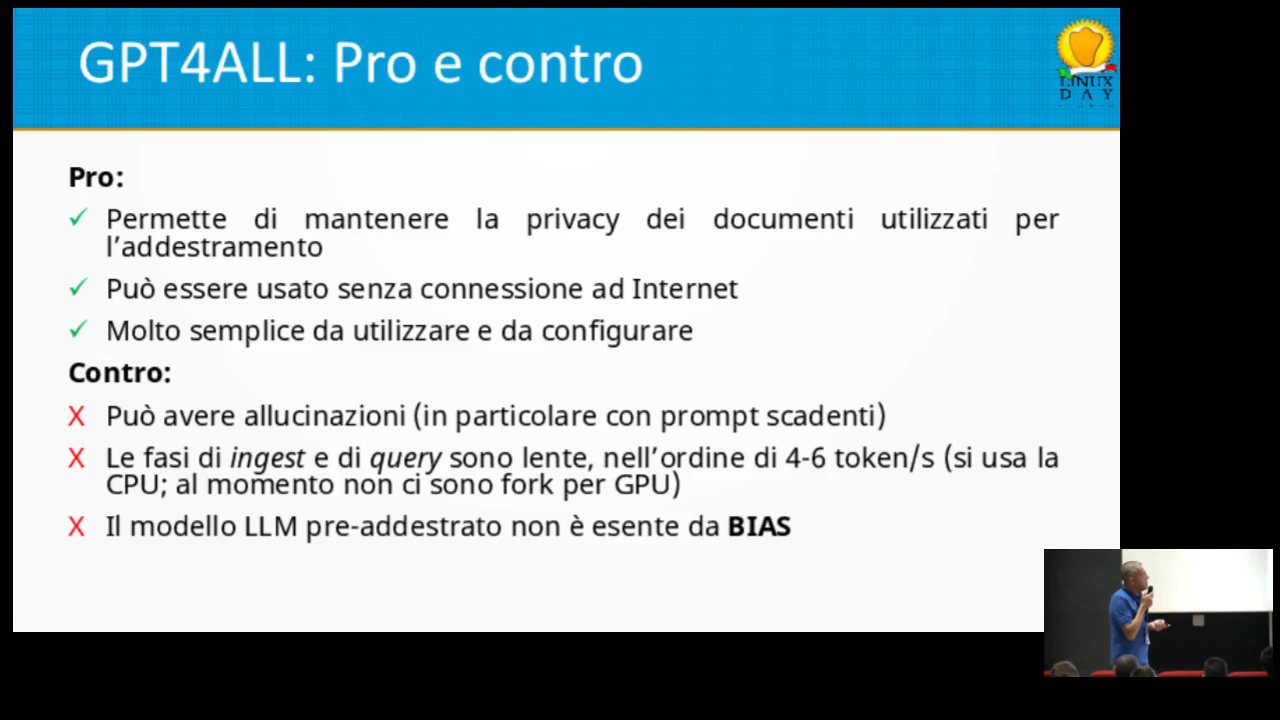 GPT4ALL: Pro e contro
LINUX
DAY
Pro:
✓ Permette di mantenere la privacy dei documenti utilizzati per
l'addestramento
✓ Può essere usato senza connessione ad Internet
✓ Molto semplice da utilizzare e da configurare
Contro:
X Può avere allucinazioni (in particolare con prompt scadenti)
X Le fasi di ingest e di query sono lente, nell'ordine di 4-6 token/s (si usa la
CPU; al momento non ci sono fork per GPU)
X Il modello LLM pre-addestrato non è esente da BIAS